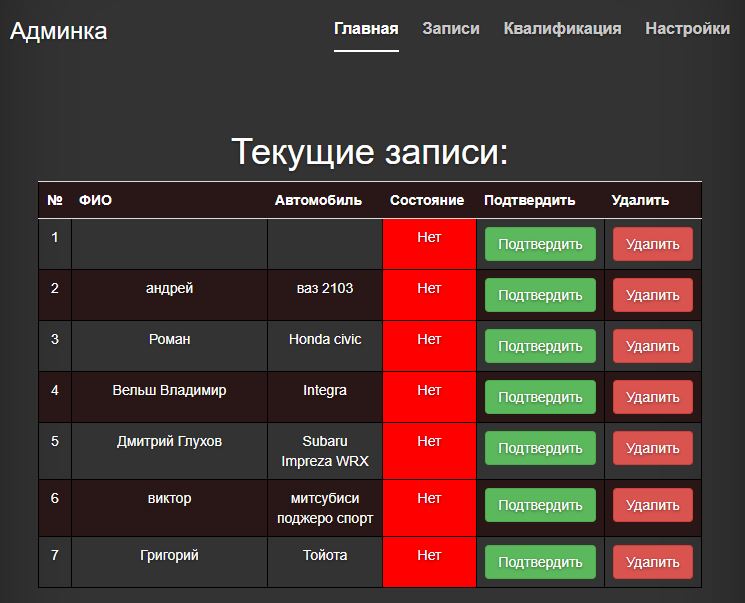 Админка Главная Записи Квалификация Настройки
Текущие записи:
№ ФИО Автомобиль Состояние Подтвердить Удалить
1 Нет Подтвердить Удалить
2 андрей ваз 2103 Нет Подтвердить Удалить
3 Роман Honda civic Нет Подтвердить Удалить
4 Вельш Владимир Integra Нет Подтвердить Удалить
5 Дмитрий Глухов Subaru Нет Подтвердить Удалить
Impreza WRX
6 виктор митсубиси Нет Подтвердить Удалить
поджеро спорт
7 Григорий Тойота Нет Подтвердить Удалить